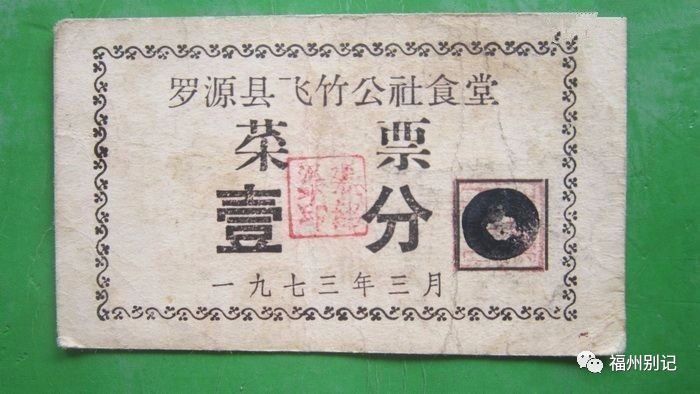 罗源县飞竹公社食堂
菜票
壹分
一九七三年三月
福州别记